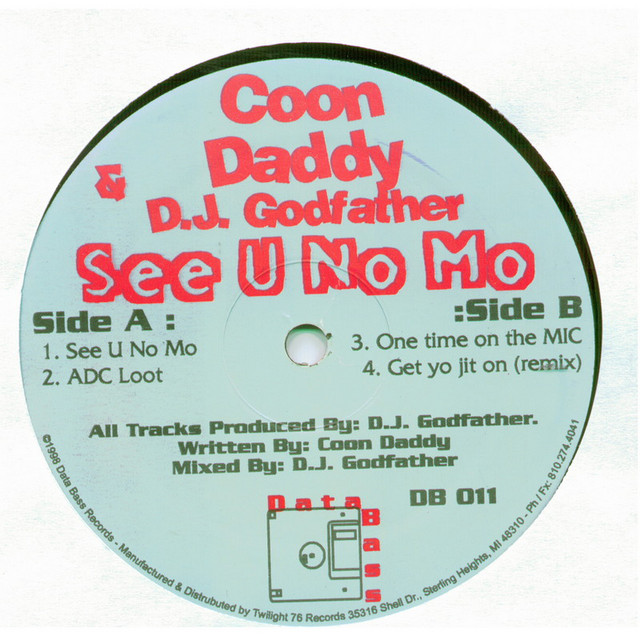 Coon
Daddy
&
D.J. Godfather
See U No Mo
Side A :
1. See U No Mo
2. ADC Loot
:Side B
3. One time on the MIC
4. Get yo jit on (remix)
All Tracks Produced By: D.J. Godfather.
Written By: Coon Daddy
Mixed By: D.J. Godfather
DB 011
Data
Bass
©1998 Data Bass Records - Manufactured & Distrubuted by Twilight 76 Records 35316 Shell Dr., Sterling Heights, MI 48310 - Ph / Fx: 810.274.4041